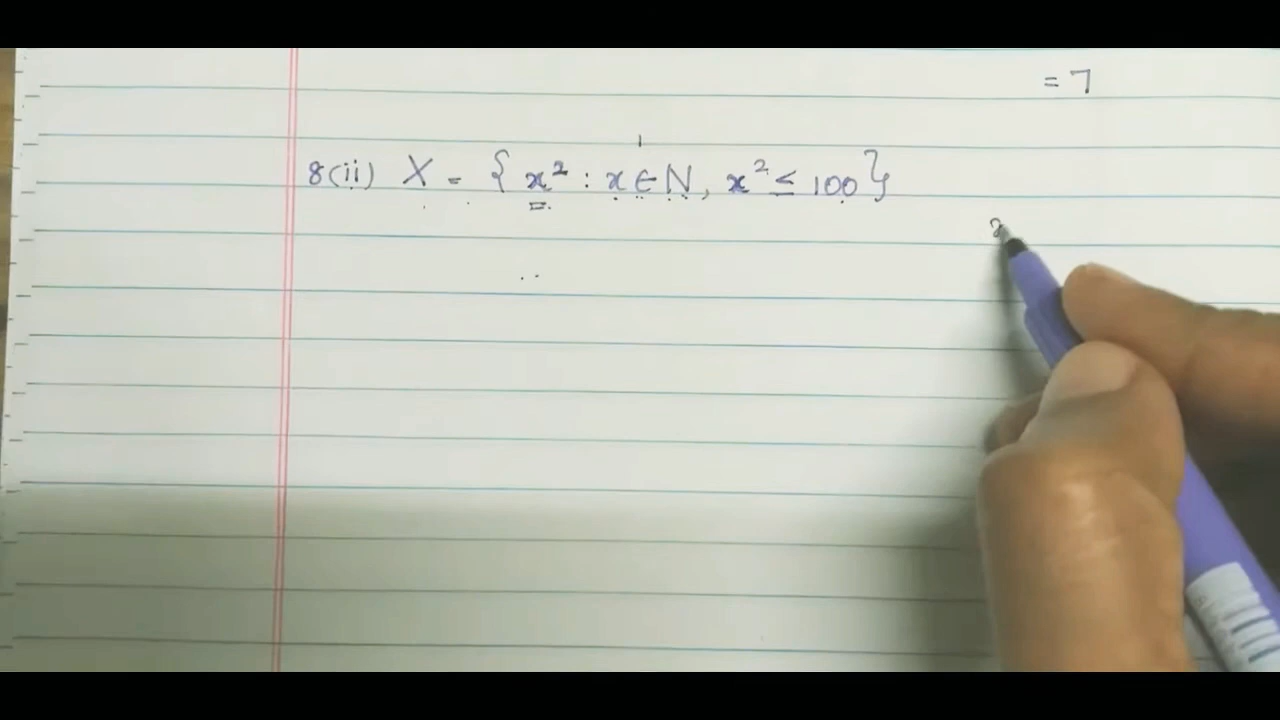 = 7
8(ii) X = { x² : x ∈ N, x² ≤ 100}